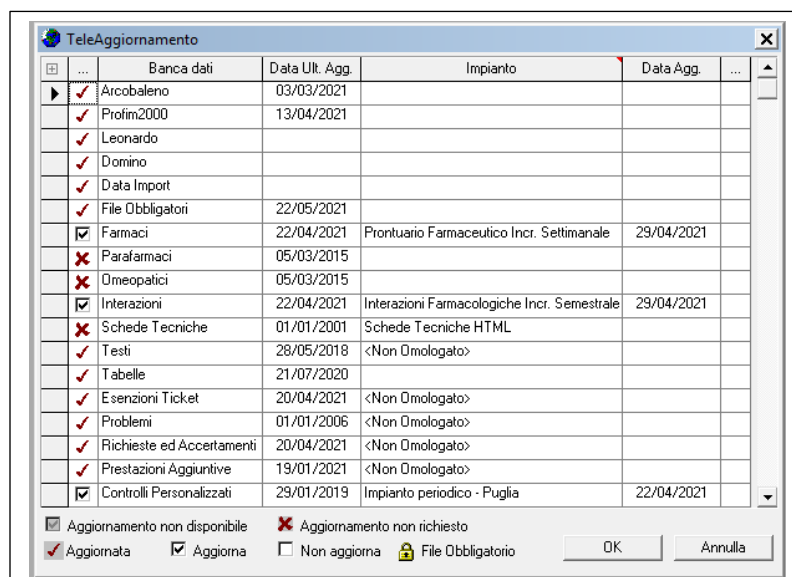 TeleAggiornamento
... Banca dati Data Ult. Agg. Impianto Data Agg. ...
Arcobaleno 03/03/2021
Profim2000 13/04/2021
Leonardo
Domino
Data Import
File Obbligatori 22/05/2021
Farmaci 22/04/2021 Prontuario Farmaceutico Incr. Settimanale 29/04/2021
Parafarmaci 05/03/2015
Omeopatici 05/03/2015
Interazioni 22/04/2021 Interazioni Farmacologiche Incr. Semestrale 29/04/2021
Schede Tecniche 01/01/2001 Schede Tecniche HTML
Testi 28/05/2018 <Non Omologato>
Tabelle 21/07/2020
Esenzioni Ticket 20/04/2021 <Non Omologato>
Problemi 01/01/2006 <Non Omologato>
Richieste ed Accertamenti 20/04/2021 <Non Omologato>
Prestazioni Aggiuntive 19/01/2021 <Non Omologato>
Controlli Personalizzati 29/01/2019 Impianto periodico - Puglia 22/04/2021
Aggiornamento non disponibile Aggiornamento non richiesto
Aggiornata Aggiorna Non aggiorna File Obbligatorio OK Annulla